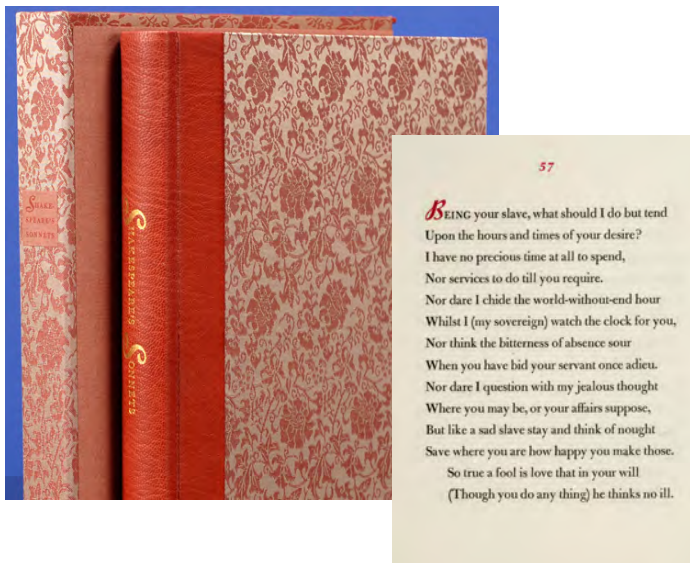 SHAKE-
SPEARE'S
SONNETS
SHAKESPEARE'S SONNETS
57
BEING your slave, what should I do but tend
Upon the hours and times of your desire?
I have no precious time at all to spend,
Nor services to do till you require.
Nor dare I chide the world-without-end hour
Whilst I (my sovereign) watch the clock for you,
Nor think the bitterness of absence sour
When you have bid your servant once adieu.
Nor dare I question with my jealous thought
Where you may be, or your affairs suppose,
But like a sad slave stay and think of nought
Save where you are how happy you make those.
So true a fool is love that in your will
(Though you do any thing) he thinks no ill.